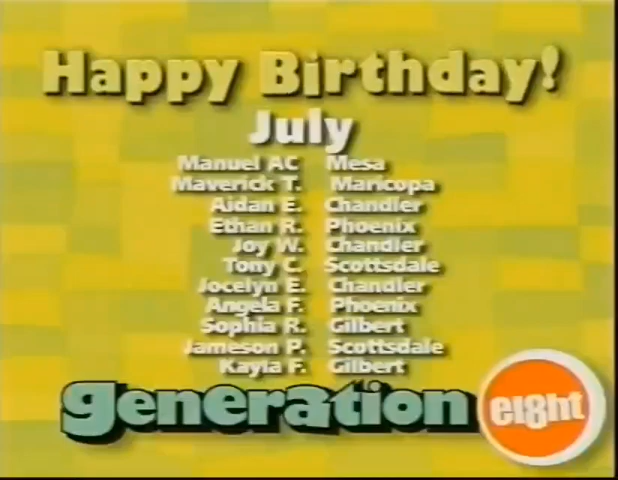 Happy Birthday!
July
Manuel AC Mesa
Maverick T. Maricopa
Aidan E. Chandler
Ethan R. Phoenix
Joy W. Chandler
Tony C. Scottsdale
Jocelyn E. Chandler
Angela F. Phoenix
Sophia R. Gilbert
Jameson P. Scottsdale
Kayla F. Gilbert
generation ei8ht